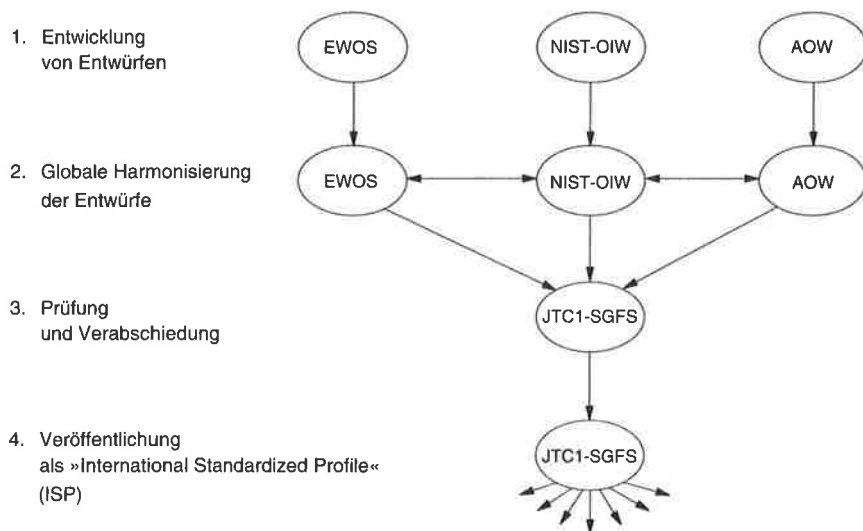 1. Entwicklung
von Entwürfen
EWOS
NIST-OIW
AOW
2. Globale Harmonisierung
der Entwürfe
EWOS
NIST-OIW
AOW
3. Prüfung
und Verabschiedung
JTC1-SGFS
4. Veröffentlichung
als »International Standardized Profile«
(ISP)
JTC1-SGFS